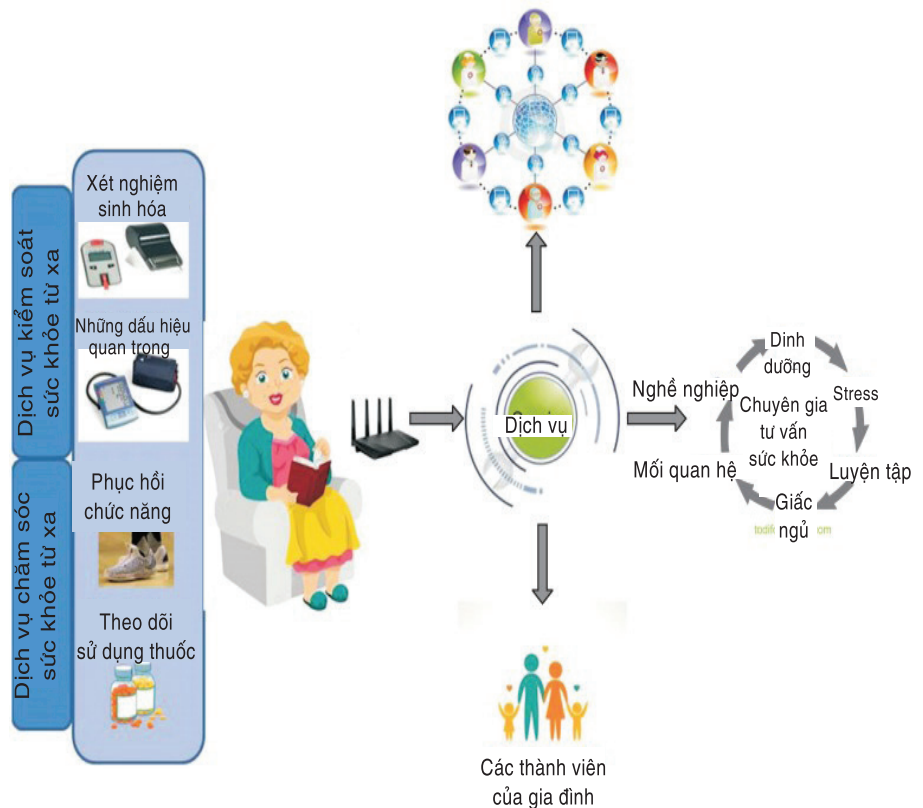 Dịch vụ kiểm soát
sức khỏe từ xa
Xét nghiệm
sinh hóa
Những dấu hiệu
quan trọng
Dịch vụ chăm sóc
sức khỏe từ xa
Phục hồi
chức năng
Theo dõi
sử dụng thuốc
Dịch vụ
Nghề nghiệp
Dinh
dưỡng
Stress
Chuyên gia
tư vấn
sức khỏe
Mối quan hệ
Luyện tập
Giấc
ngủ
Các thành viên
của gia đình